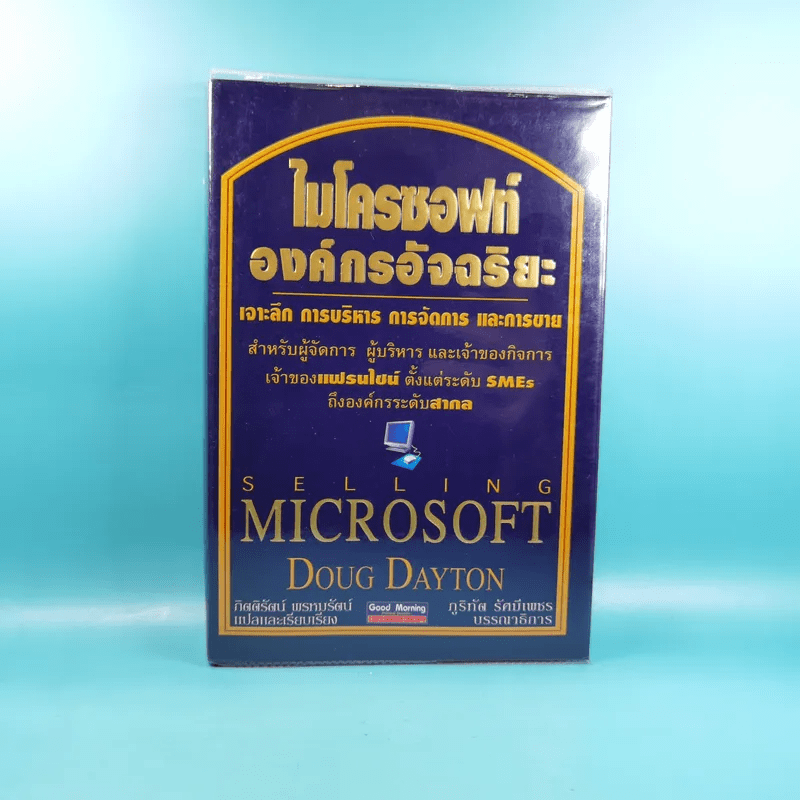 ไมโครซอฟท์
องค์กรอัจฉริยะ
เจาะลึก การบริหาร การจัดการ และการขาย
สำหรับผู้จัดการ ผู้บริหาร และเจ้าของกิจการ
เจ้าของแฟรนไชน์ ตั้งแต่ระดับ SMEs
ถึงองค์กรระดับสากล
SELLING
MICROSOFT
DOUG DAYTON
กิตติรัตน์ พรหมรัตน์
แปลและเรียบเรียง
Good Morning
ภูริทัต รัศมีเพชร
บรรณาธิการ